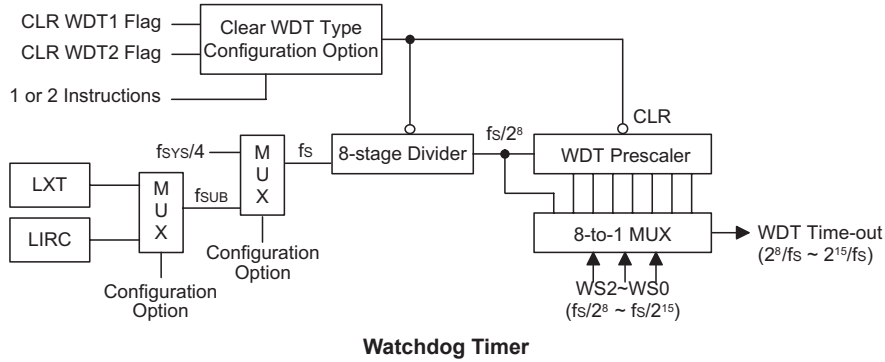 CLR WDT1 Flag
CLR WDT2 Flag
1 or 2 Instructions
Clear WDT Type
Configuration Option
CLR
fSYS/4
M
U
X
fS
8-stage Divider
fS/2⁸
WDT Prescaler
LXT
LIRC
M
U
X
fSUB
Configuration
Option
Configuration
Option
8-to-1 MUX
WDT Time-out
(2⁸/fS ~ 2¹⁵/fS)
WS2~WS0
(fS/2⁸ ~ fS/2¹⁵)
Watchdog Timer